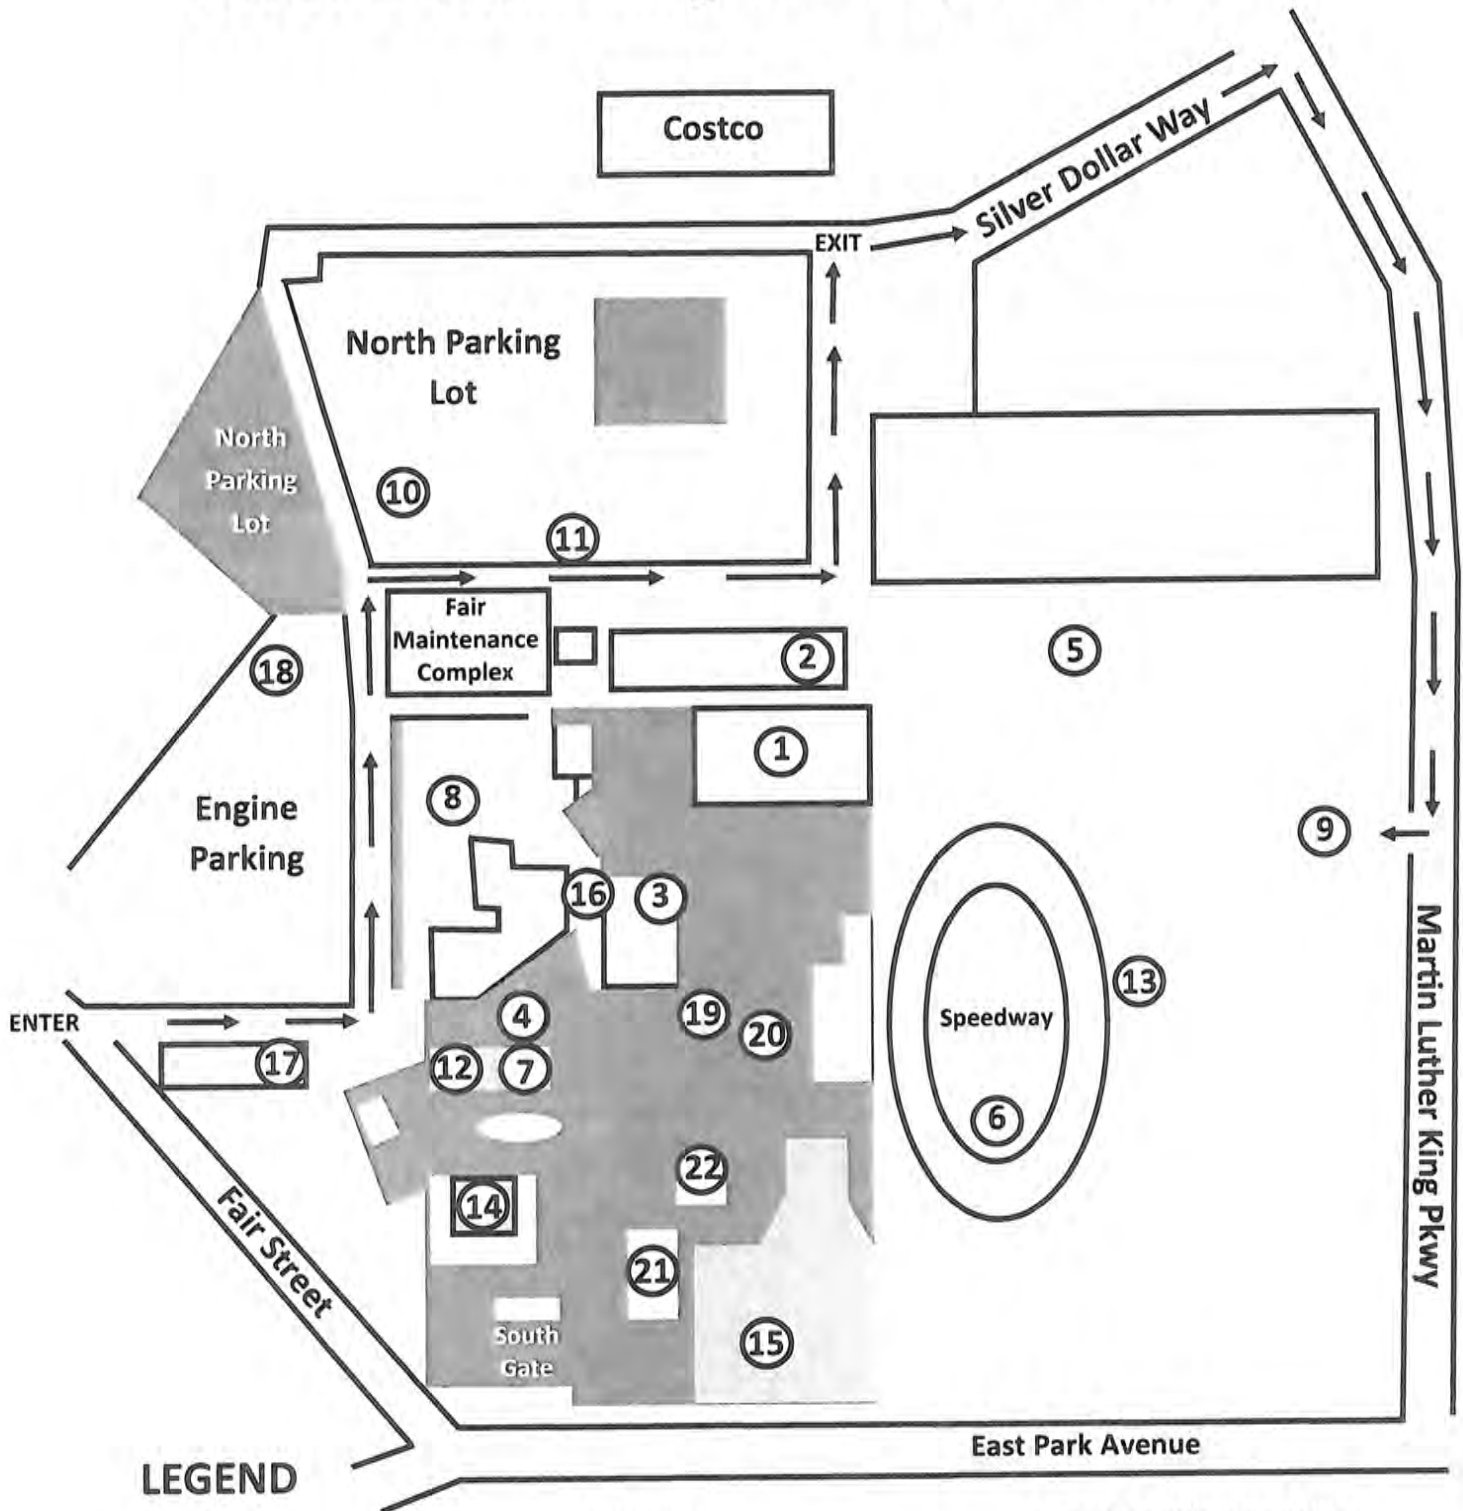 Costco
Silver Dollar Way
EXIT
North Parking
Lot
North
Parking
Lot
10
11
Fair
Maintenance
Complex
2
5
18
1
8
Engine
Parking
9
16
3
Martin Luther King Pkwy
13
ENTER
4
19
20
Speedway
17
12
7
6
22
14
Fair Street
21
South
Gate
15
East Park Avenue
LEGEND